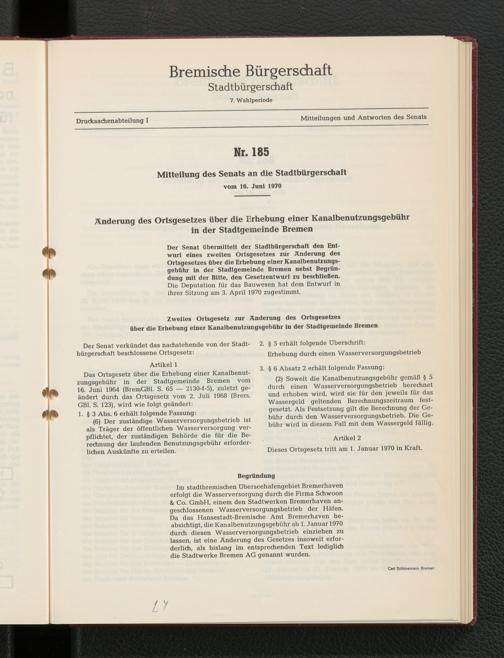 Bremische Bürgerschaft
Stadtbürgerschaft
7. Wahlperiode
Drucksachenabteilung I
Mitteilungen und Antworten des Senats
Nr. 185
Mitteilung des Senats an die Stadtbürgerschaft
vom 16. Juni 1970
Änderung des Ortsgesetzes über die Erhebung einer Kanalbenutzungsgebühr
in der Stadtgemeinde Bremen
Der Senat übermittelt der Stadtbürgerschaft den Ent-
wurf eines zweiten Ortsgesetzes zur Änderung des
Ortsgesetzes über die Erhebung einer Kanalbenutzungs-
gebühr in der Stadtgemeinde Bremen nebst Begrün-
dung mit der Bitte, den Gesetzentwurf zu beschließen.
Die Deputation für das Bauwesen hat dem Entwurf in
ihrer Sitzung am 3. April 1970 zugestimmt.
Zweites Ortsgesetz zur Änderung des Ortsgesetzes
über die Erhebung einer Kanalbenutzungsgebühr in der Stadtgemeinde Bremen
Der Senat verkündet das nachstehende von der Stadt-
bürgerschaft beschlossene Ortsgesetz:
Artikel 1
Das Ortsgesetz über die Erhebung einer Kanalbenut-
zungsgebühr in der Stadtgemeinde Bremen vom
16. Juni 1964 (BremGBl. S. 65 — 2130-f-5), zuletzt ge-
ändert durch das Ortsgesetz vom 2. Juli 1968 (Brem.
GBl. S. 123), wird wie folgt geändert:
1. § 3 Abs. 6 erhält folgende Fassung:
(6) Der zuständige Wasserversorgungsbetrieb ist
als Träger der öffentlichen Wasserversorgung ver-
pflichtet, der zuständigen Behörde die für die Be-
rechnung der laufenden Benutzungsgebühr erforder-
lichen Auskünfte zu erteilen.
2. § 5 erhält folgende Überschrift:
Erhebung durch einen Wasserversorgungsbetrieb
3. § 6 Absatz 2 erhält folgende Fassung:
(2) Soweit die Kanalbenutzungsgebühr gemäß § 5
durch einen Wasserversorgungsbetrieb berechnet
und erhoben wird, wird sie für den jeweils für das
Wassergeld geltenden Berechnungszeitraum fest-
gesetzt. Als Festsetzung gilt die Berechnung der Ge-
bühr durch den Wasserversorgungsbetrieb. Die Ge-
bühr wird in diesem Fall mit dem Wassergeld fällig.
Artikel 2
Dieses Ortsgesetz tritt am 1. Januar 1970 in Kraft.
Begründung
Im stadtbremischen Überseehafengebiet Bremerhaven
erfolgt die Wasserversorgung durch die Firma Schwoon
& Co. GmbH, einem den Stadtwerken Bremerhaven an-
geschlossenen Wasserversorgungsbetrieb der Häfen.
Da das Hansestadt-Bremische Amt Bremerhaven be-
absichtigt, die Kanalbenutzungsgebühr ab 1. Januar 1970
durch diesen Wasserversorgungsbetrieb einziehen zu
lassen, ist eine Änderung des Gesetzes insoweit erfor-
derlich, als bislang im entsprechenden Text lediglich
die Stadtwerke Bremen AG genannt wurden.
Carl Schünemann Bremen